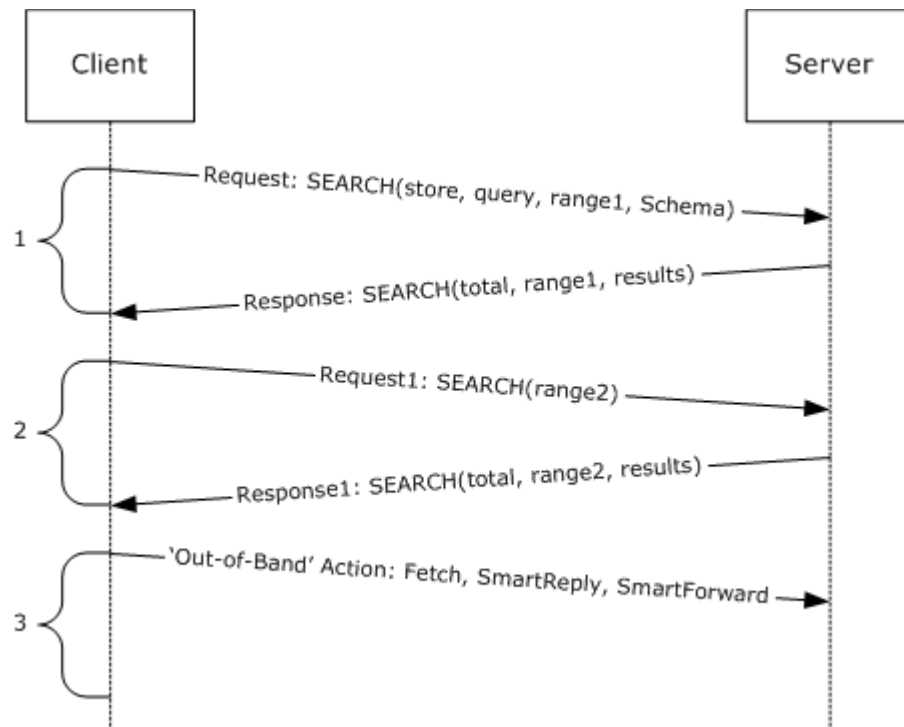 Client
Server
Request: SEARCH(store, query, range1, Schema)
1
Response: SEARCH(total, range1, results)
Request1: SEARCH(range2)
2
Response1: SEARCH(total, range2, results)
‘Out-of-Band’ Action: Fetch, SmartReply, SmartForward
3